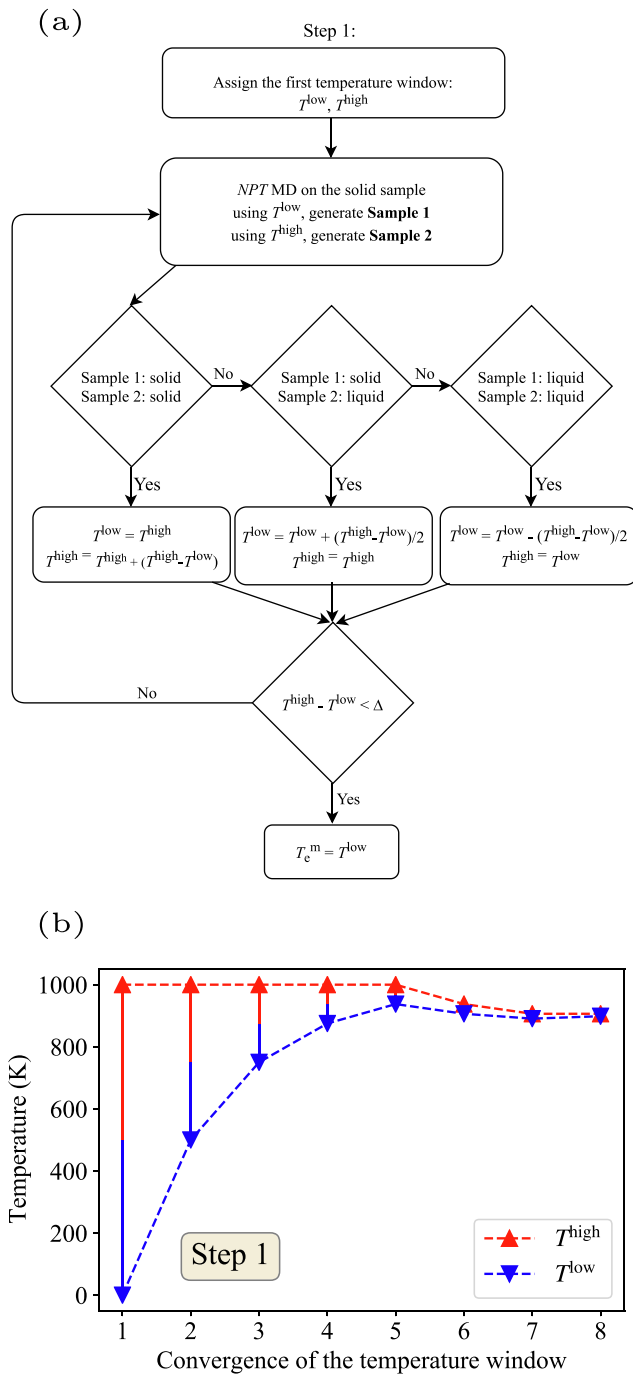 (a)
Step 1:
Assign the first temperature window:
T^low, T^high
NPT MD on the solid sample
using T^low, generate Sample 1
using T^high, generate Sample 2
Sample 1: solid
Sample 2: solid
No
Sample 1: solid
Sample 2: liquid
No
Sample 1: liquid
Sample 2: liquid
Yes
Yes
Yes
T^low = T^high
T^high = T^high + (T^high-T^low)
T^low = T^low + (T^high-T^low)/2
T^high = T^high
T^low = T^low - (T^high-T^low)/2
T^high = T^low
No
T^high - T^low < Δ
Yes
T_e^m = T^low
(b)
Temperature (K)
1000
800
600
400
200
0
Step 1
T^high
T^low
1 2 3 4 5 6 7 8
Convergence of the temperature window